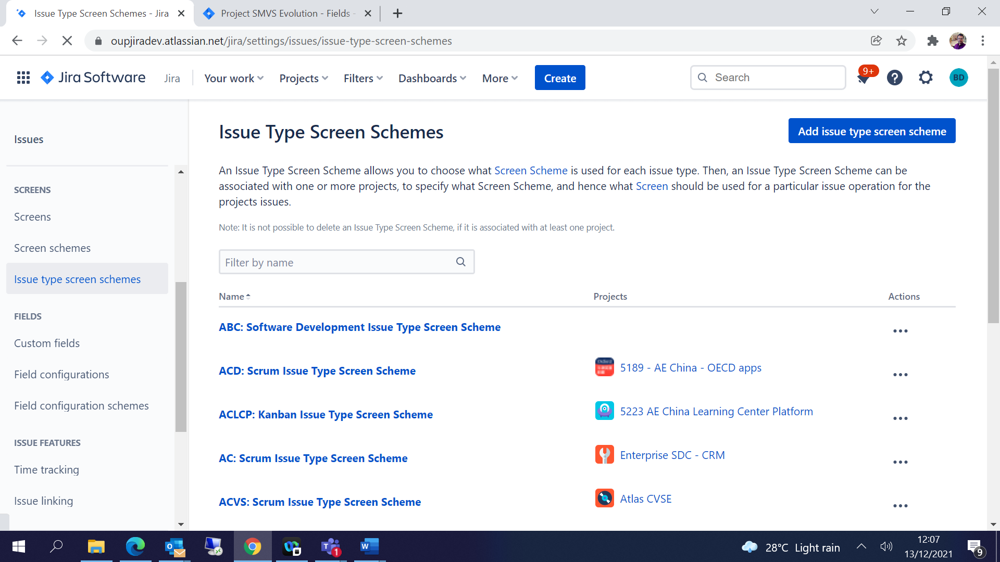 Issue Type Screen Schemes - Jira
Project SMVS Evolution - Fields -
oupjiradev.atlassian.net/jira/settings/issues/issue-type-screen-schemes
Jira Software
Jira
Your work
Projects
Filters
Dashboards
More
Create
Search
9+
BD
Issues
SCREENS
Screens
Screen schemes
Issue type screen schemes
FIELDS
Custom fields
Field configurations
Field configuration schemes
ISSUE FEATURES
Time tracking
Issue linking
Issue Type Screen Schemes
Add issue type screen scheme
An Issue Type Screen Scheme allows you to choose what Screen Scheme is used for each issue type. Then, an Issue Type Screen Scheme can be
associated with one or more projects, to specify what Screen Scheme, and hence what Screen should be used for a particular issue operation for the
projects issues.
Note: It is not possible to delete an Issue Type Screen Scheme, if it is associated with at least one project.
Filter by name
Name Projects Actions
ABC: Software Development Issue Type Screen Scheme
ACD: Scrum Issue Type Screen Scheme 5189 - AE China - OECD apps
ACLCP: Kanban Issue Type Screen Scheme 5223 AE China Learning Center Platform
AC: Scrum Issue Type Screen Scheme Enterprise SDC - CRM
ACVS: Scrum Issue Type Screen Scheme Atlas CVSE
28°C Light rain
12:07
13/12/2021
9
1